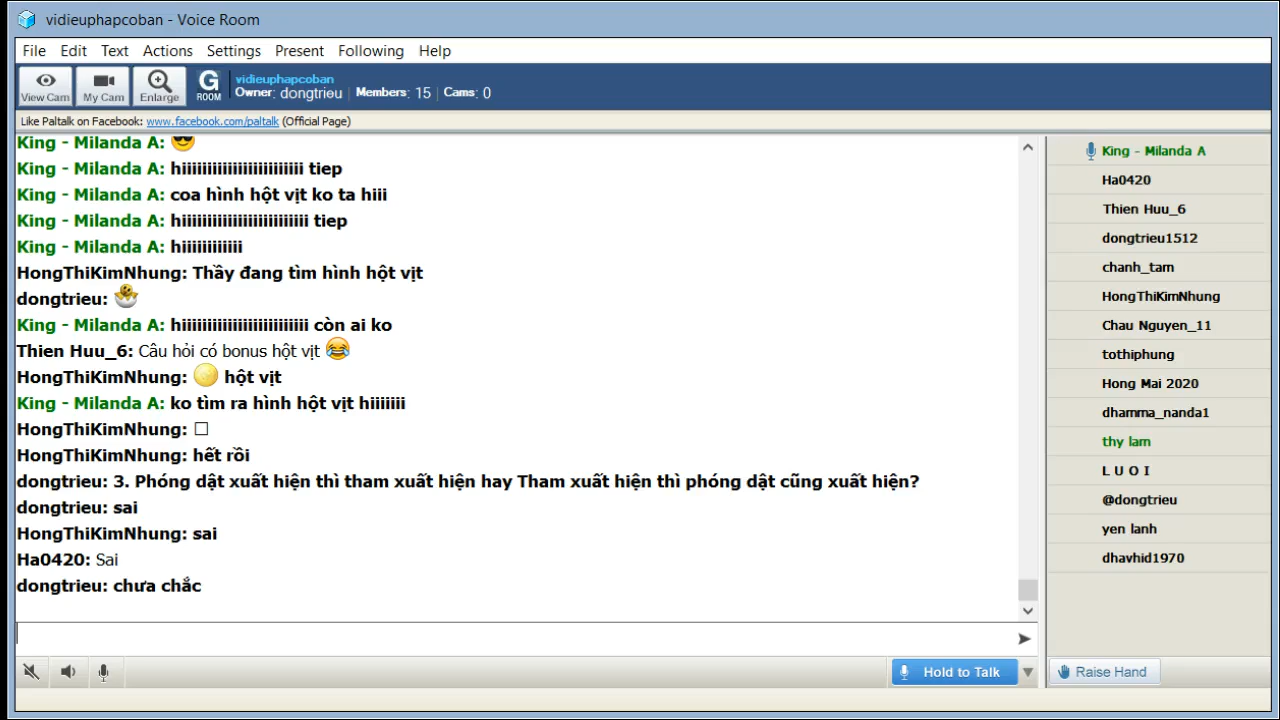 vidieuphapcoban - Voice Room
File Edit Text Actions Settings Present Following Help
View Cam My Cam Enlarge G ROOM vidieuphapcoban
Owner: dongtrieu Members: 15 Cams: 0
Like Paltalk on Facebook: www.facebook.com/paltalk (Official Page)
King - Milanda A:
King - Milanda A: hiiiiiiiiiiiiiiiiiiiiiiii tiep
King - Milanda A: coa hình hột vịt ko ta hiii
King - Milanda A: hiiiiiiiiiiiiiiiiiiiiiiiii tiep
King - Milanda A: hiiiiiiiiiiii
HongThiKimNhung: Thầy đang tìm hình hột vịt
dongtrieu:
King - Milanda A: hiiiiiiiiiiiiiiiiiiiiiiiii còn ai ko
Thien Huu_6: Câu hỏi có bonus hột vịt
HongThiKimNhung: hột vịt
King - Milanda A: ko tìm ra hình hột vịt hiiiiiii
HongThiKimNhung: □
HongThiKimNhung: hết rồi
dongtrieu: 3. Phóng dật xuất hiện thì tham xuất hiện hay Tham xuất hiện thì phóng dật cũng xuất hiện?
dongtrieu: sai
HongThiKimNhung: sai
Ha0420: Sai
dongtrieu: chưa chắc
Hold to Talk
King - Milanda A
Ha0420
Thien Huu_6
dongtrieu1512
chanh_tam
HongThiKimNhung
Chau Nguyen_11
tothiphung
Hong Mai 2020
dhamma_nanda1
thy lam
L U O I
@dongtrieu
yen lanh
dhavhid1970
Raise Hand